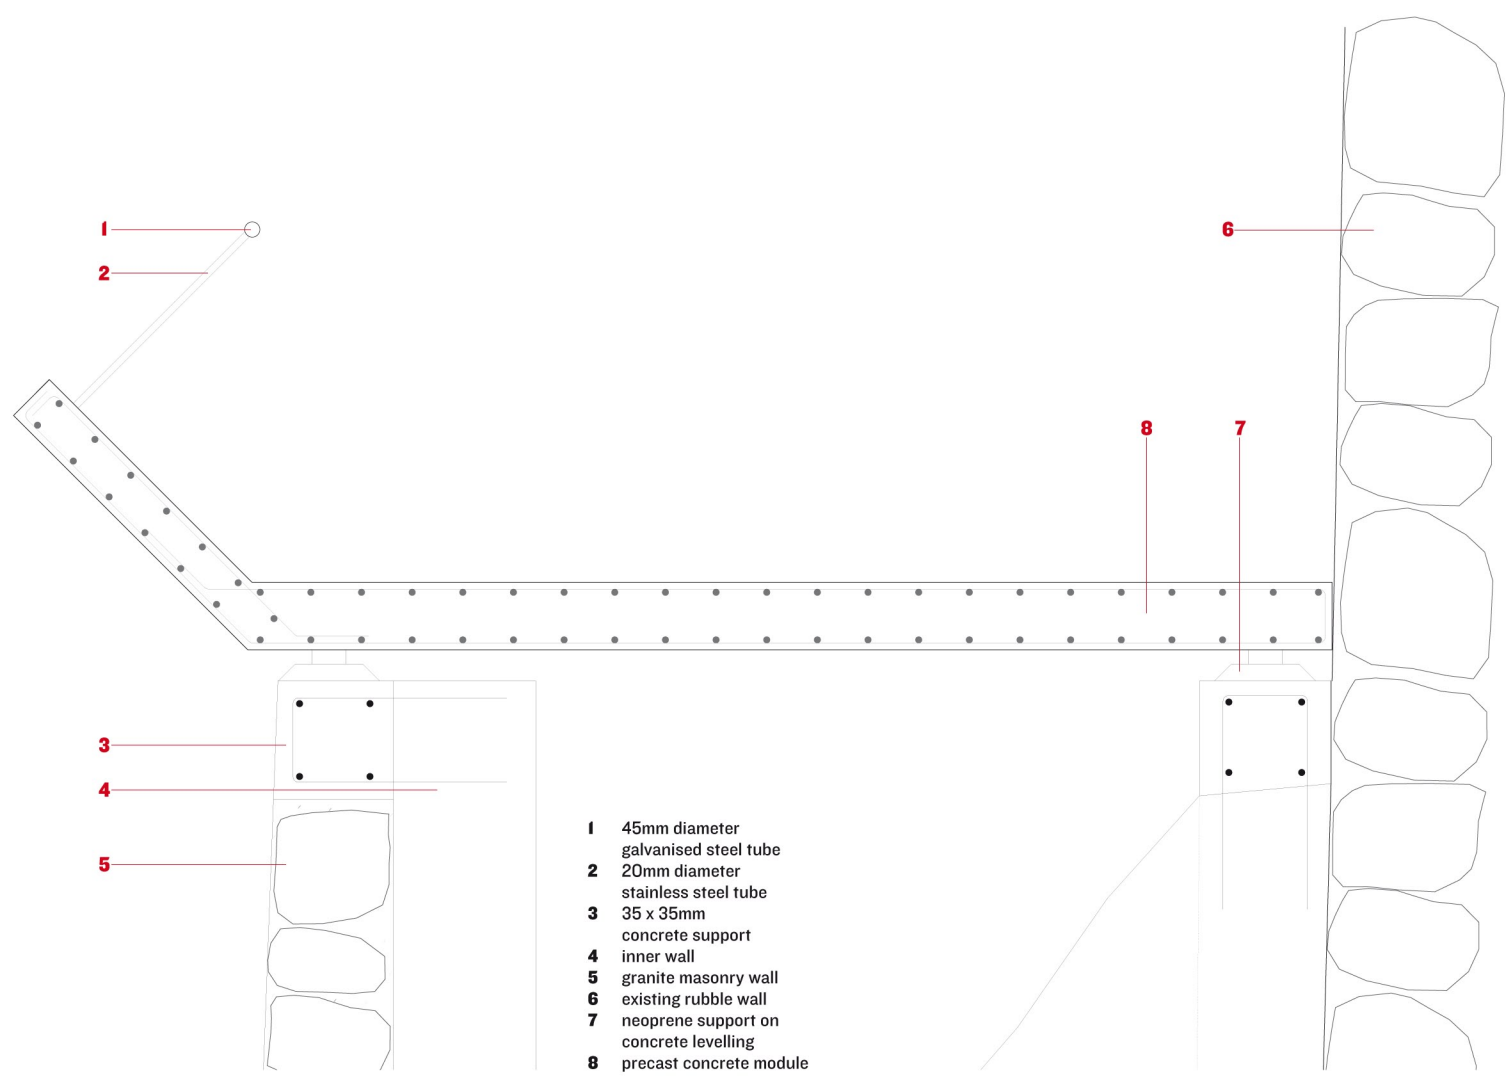 1
2
6
8
7
3
4
5
1 45mm diameter
galvanised steel tube
2 20mm diameter
stainless steel tube
3 35 x 35mm
concrete support
4 inner wall
5 granite masonry wall
6 existing rubble wall
7 neoprene support on
concrete levelling
8 precast concrete module